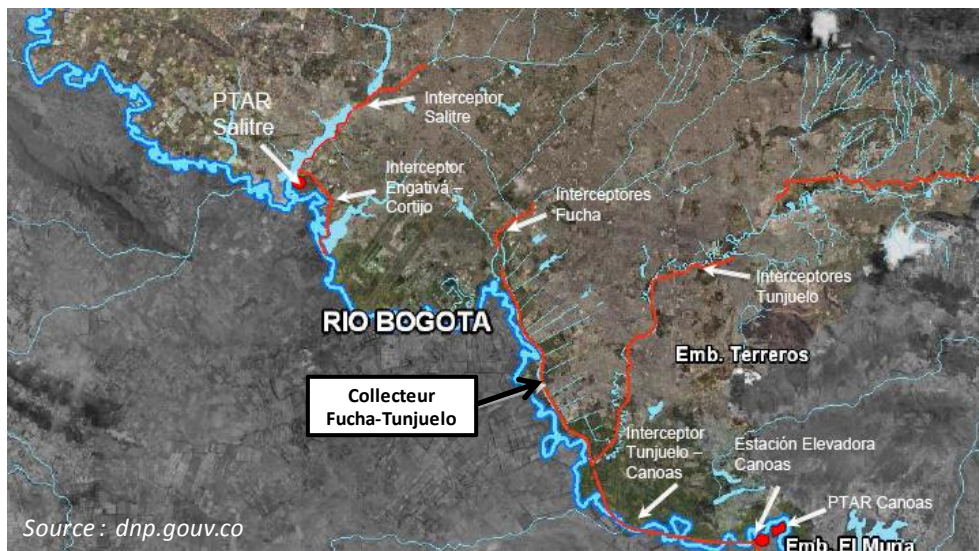 PTAR
Salitre
Interceptor
Salitre
Interceptor
Engativá –
Cortijo
Interceptores
Fucha
Interceptores
Tunjuelo
RIO BOGOTA
Emb. Terreros
Collecteur
Fucha-Tunjuelo
Interceptor
Tunjuelo –
Canoas
Estación Elevadora
Canoas
PTAR Canoas
Emb. El Muña
Source : dnp.gouv.co